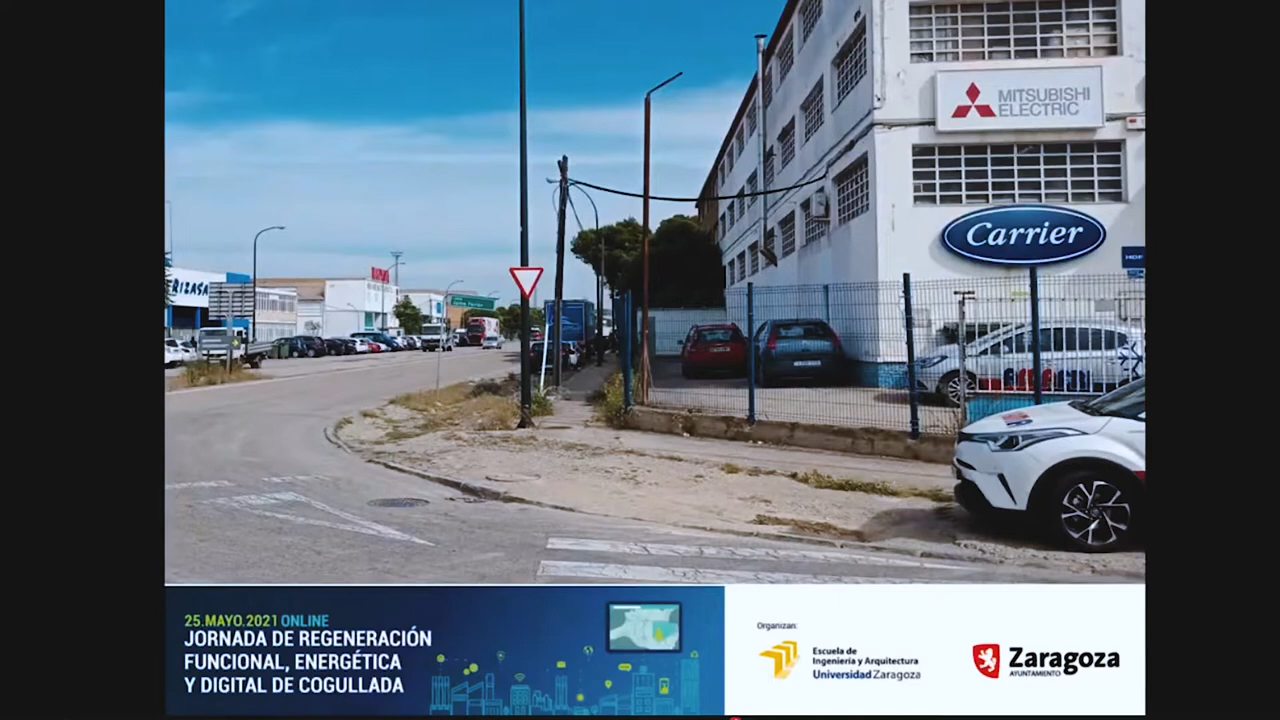 MITSUBISHI
ELECTRIC
Carrier
RIZASA
25.MAYO.2021 ONLINE
JORNADA DE REGENERACIÓN
FUNCIONAL, ENERGÉTICA
Y DIGITAL DE COGULLADA
Organizan:
Escuela de
Ingeniería y Arquitectura
Universidad Zaragoza
Zaragoza
AYUNTAMIENTO